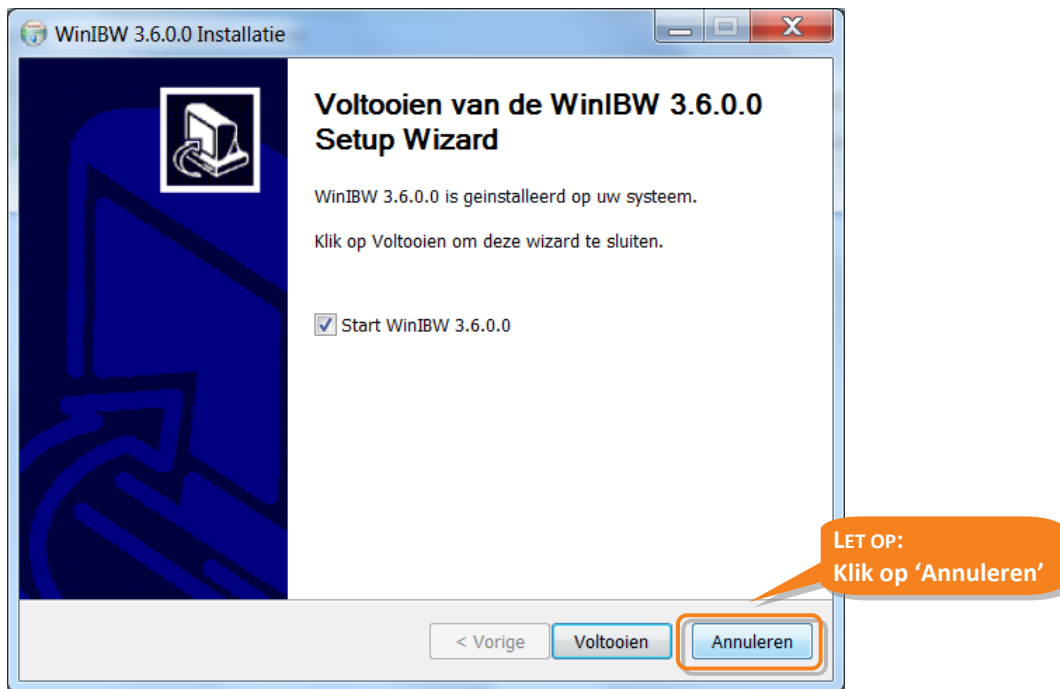 WinIBW 3.6.0.0 Installatie
Voltooien van de WinIBW 3.6.0.0
Setup Wizard
WinIBW 3.6.0.0 is geinstalleerd op uw systeem.
Klik op Voltooien om deze wizard te sluiten.
Start WinIBW 3.6.0.0
LET OP:
Klik op ‘Annuleren’
< Vorige
Voltooien
Annuleren